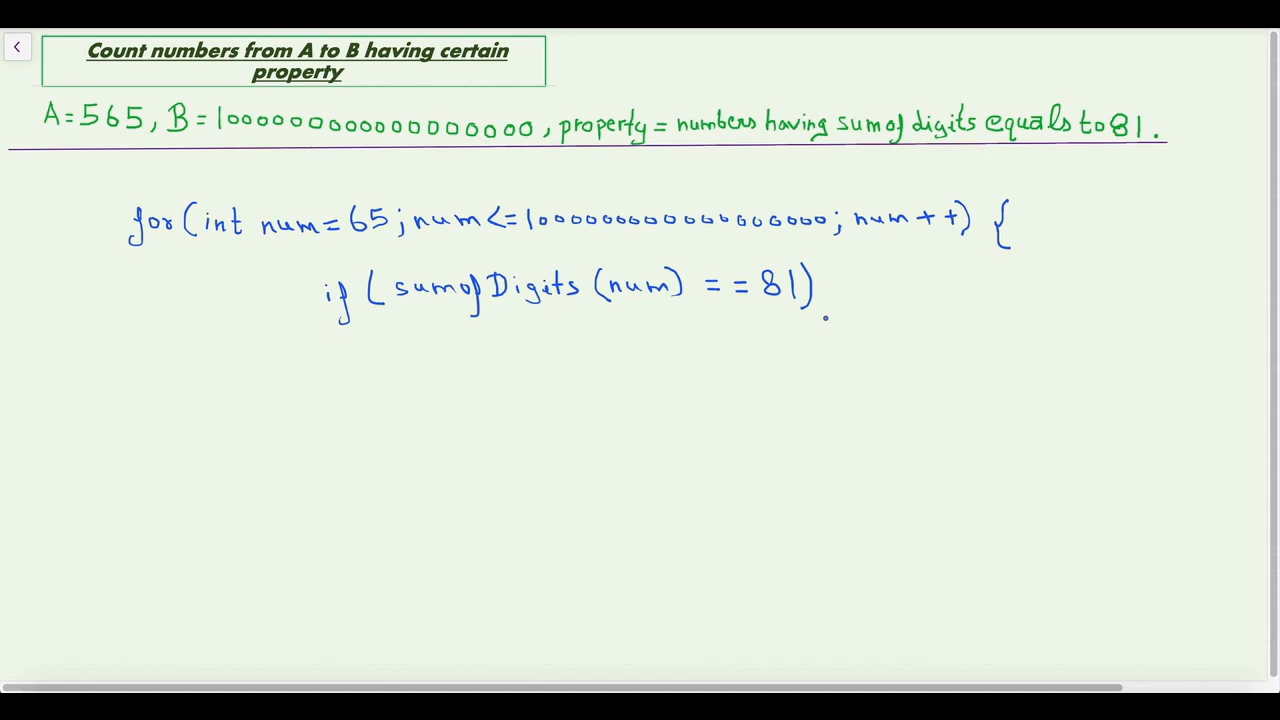 Count numbers from A to B having certain
property
A=565, B=1000000000000000000, property = numbers having sum of digits equals to 81.
for(int num=65; num<=1000000000000000000; num++) {
if (sumofDigits(num) == 81)